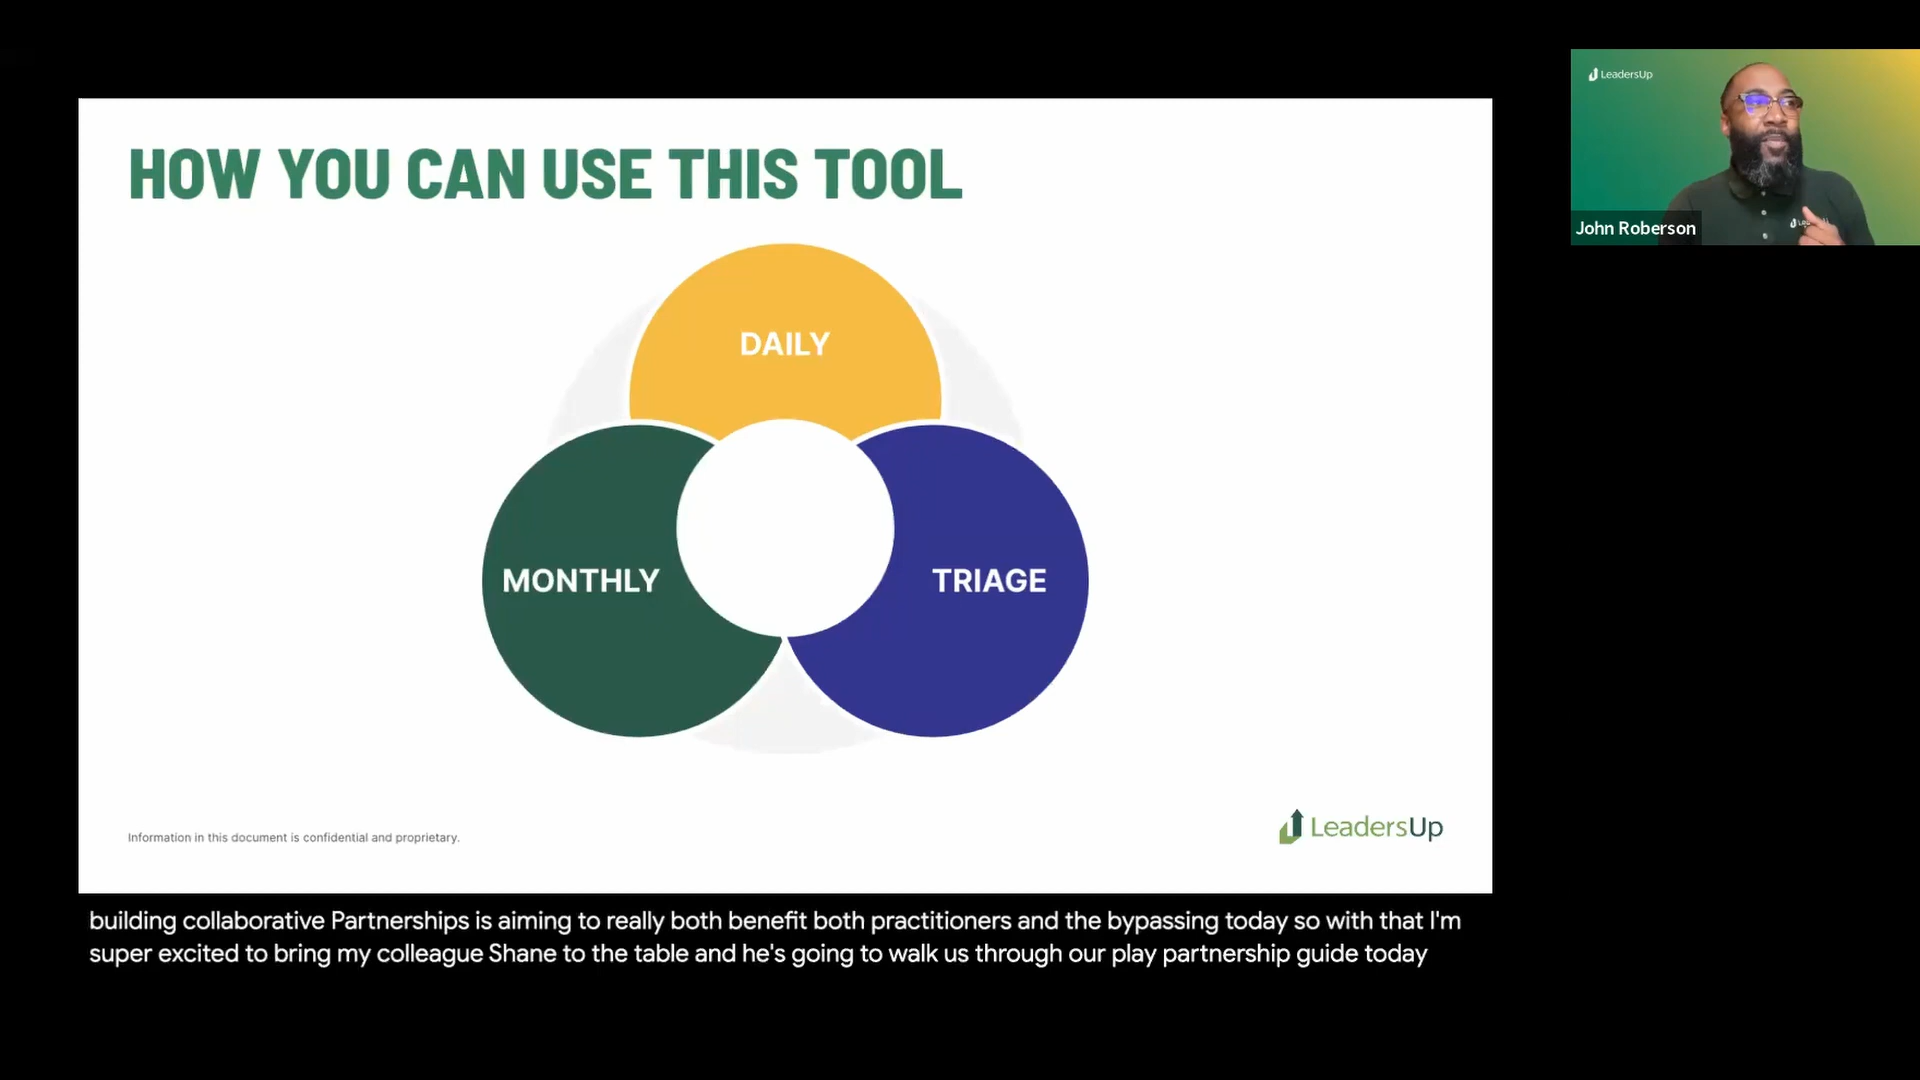 HOW YOU CAN USE THIS TOOL
DAILY
MONTHLY
TRIAGE
Information in this document is confidential and proprietary.
LeadersUp
LeadersUp
John Roberson
building collaborative Partnerships is aiming to really both benefit both practitioners and the bypassing today so with that I'm
super excited to bring my colleague Shane to the table and he's going to walk us through our play partnership guide today